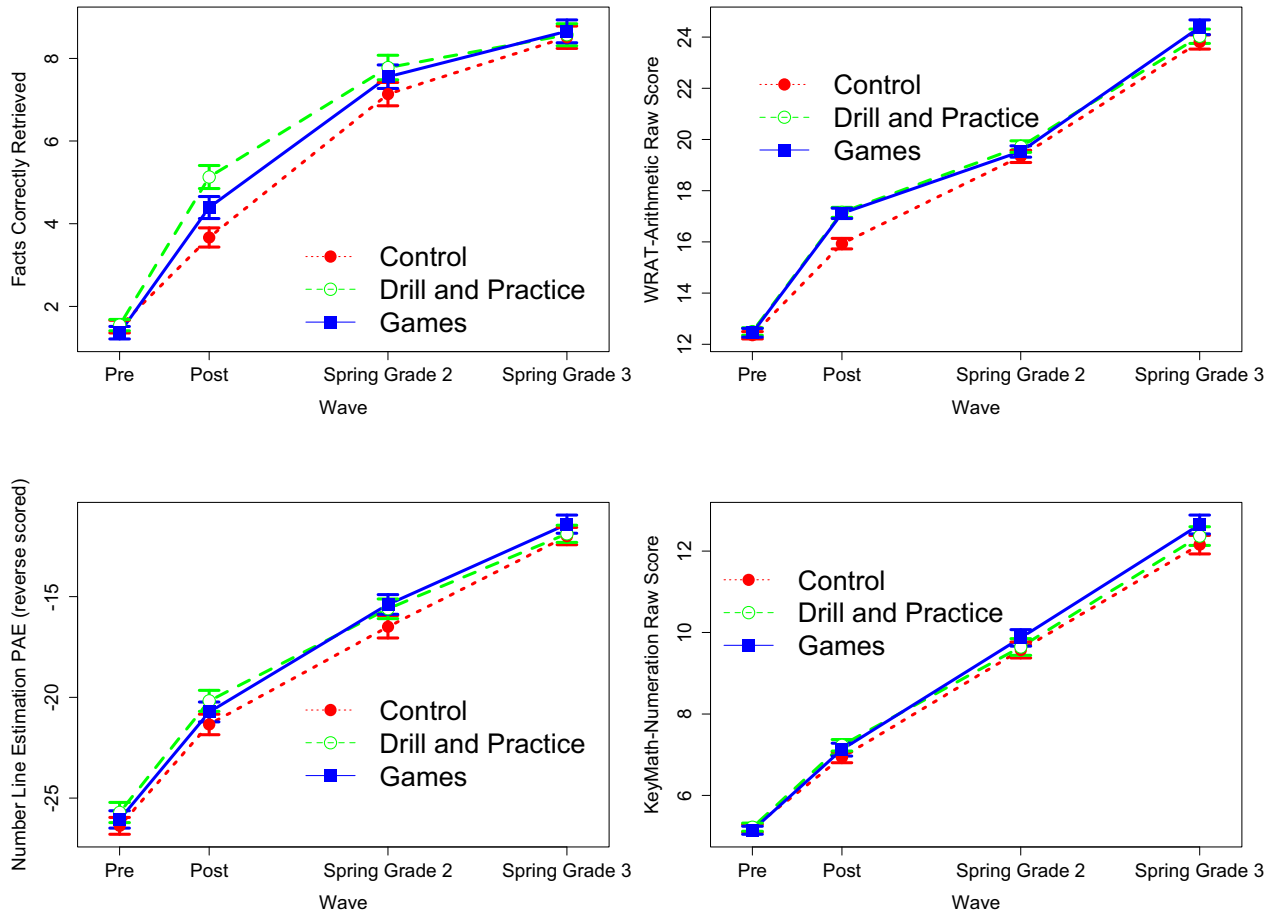 Facts Correctly Retrieved
8
6
4
2
Control
Drill and Practice
Games
Pre
Post
Spring Grade 2
Spring Grade 3
Wave
WRAT-Arithmetic Raw Score
24
22
20
18
16
14
12
Control
Drill and Practice
Games
Pre
Post
Spring Grade 2
Spring Grade 3
Wave
Number Line Estimation PAE (reverse scored)
-15
-20
-25
Control
Drill and Practice
Games
Pre
Post
Spring Grade 2
Spring Grade 3
Wave
KeyMath-Numeration Raw Score
12
10
8
6
Control
Drill and Practice
Games
Pre
Post
Spring Grade 2
Spring Grade 3
Wave